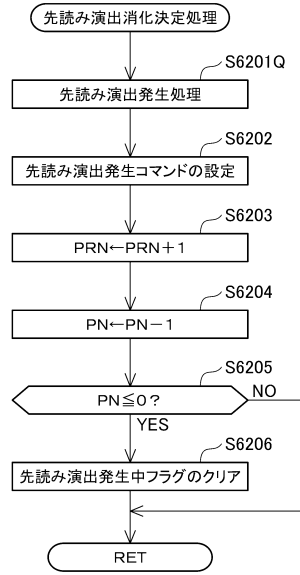 先読み演出消化決定処理
S6201Q
先読み演出発生処理
S6202
先読み演出発生コマンドの設定
S6203
PRN←PRN＋1
S6204
PN←PN－1
S6205
PN≦0？
NO
YES
S6206
先読み演出発生中フラグのクリア
RET